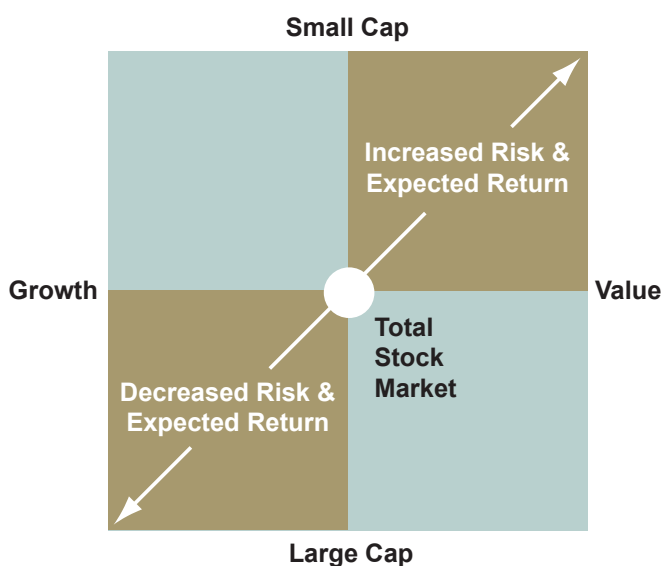 Small Cap
Increased Risk &
Expected Return
Growth
Value
Total
Stock
Market
Decreased Risk &
Expected Return
Large Cap